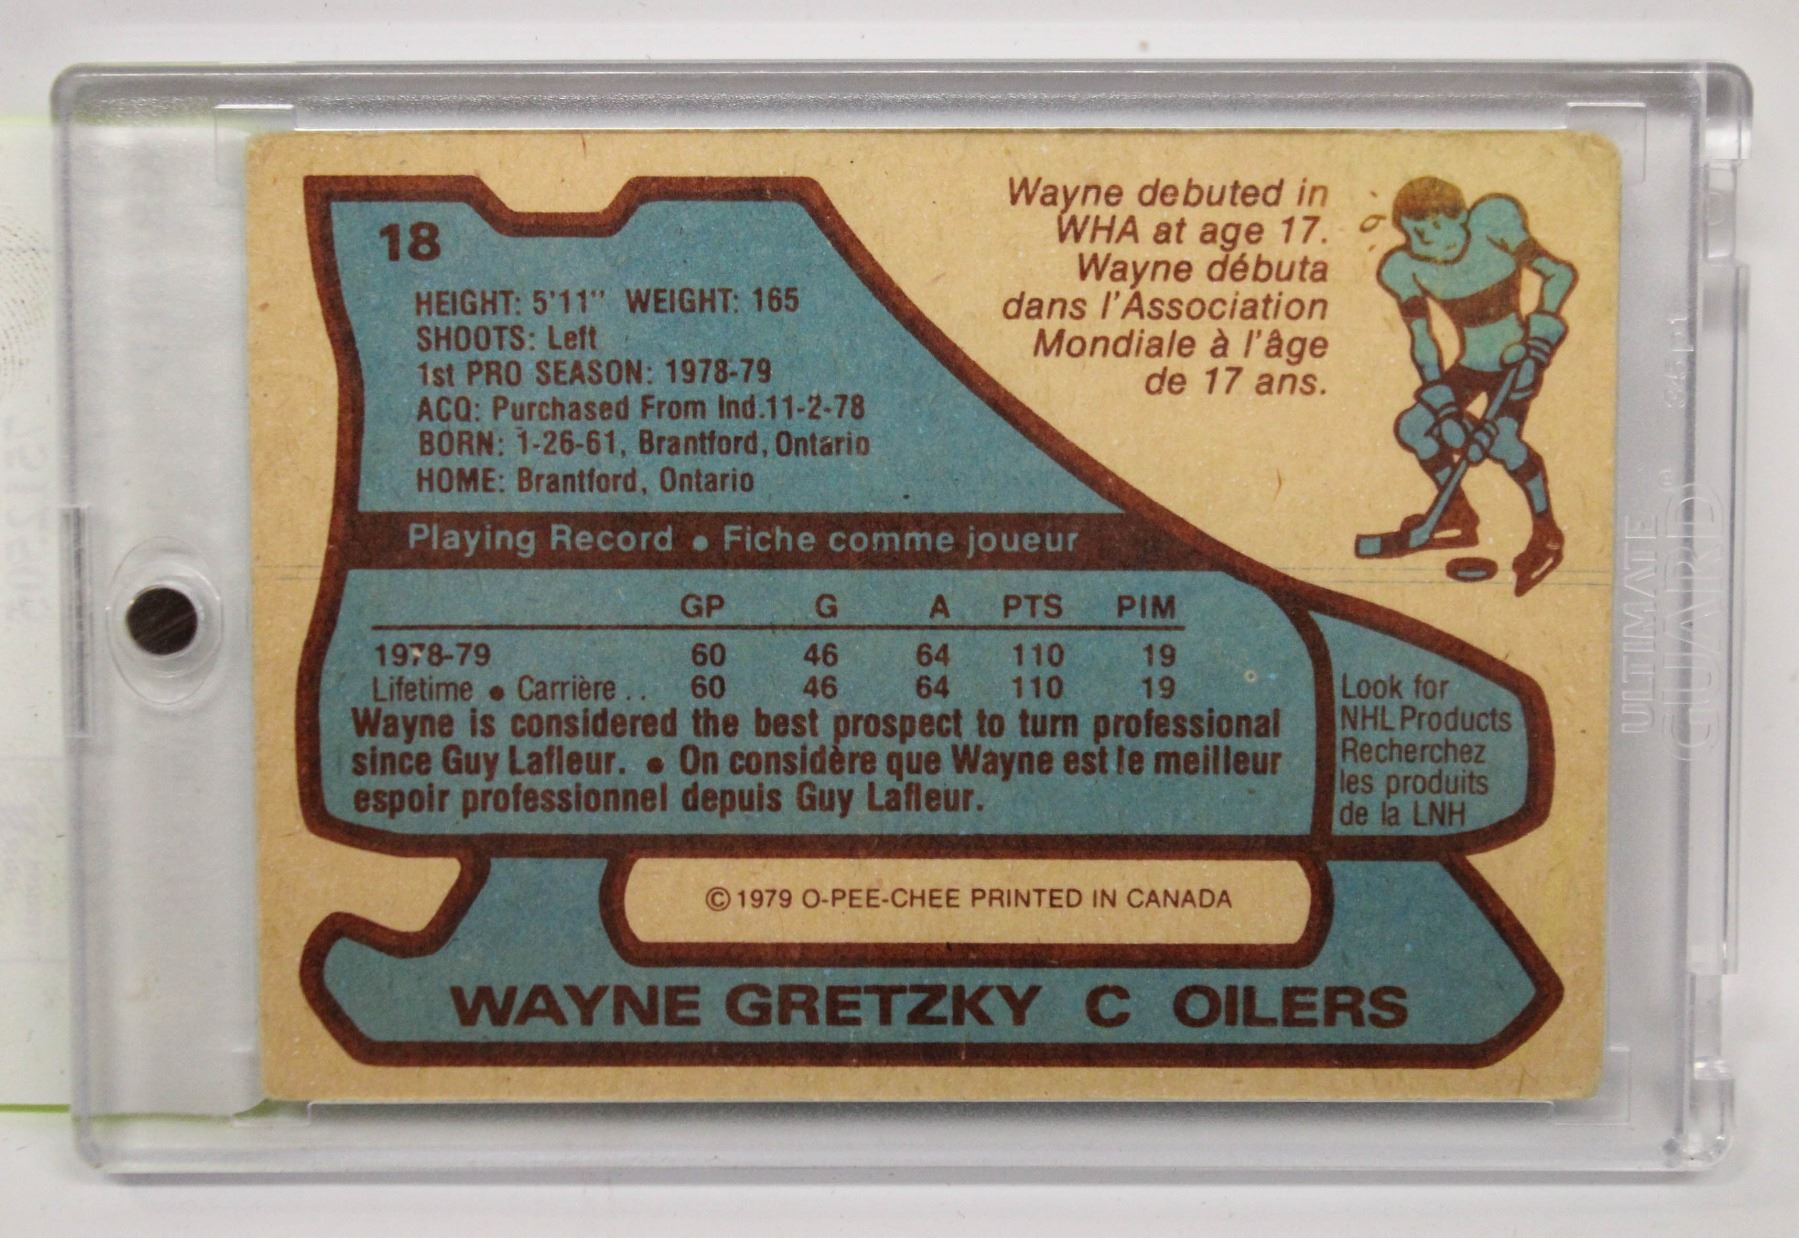 18
HEIGHT: 5'11" WEIGHT: 165
SHOOTS: Left
1st PRO SEASON: 1978-79
ACQ: Purchased From Ind.11-2-78
BORN: 1-26-61, Brantford, Ontario
HOME: Brantford, Ontario
Wayne debuted in
WHA at age 17.
Wayne débuta
dans l'Association
Mondiale à l'âge
de 17 ans.
Playing Record • Fiche comme joueur
GP G A PTS PIM
1978-79 60 46 64 110 19
Lifetime • Carrière .. 60 46 64 110 19
Wayne is considered the best prospect to turn professional
since Guy Lafleur. • On considère que Wayne est le meilleur
espoir professionnel depuis Guy Lafleur.
Look for
NHL Products
Recherchez
les produits
de la LNH
© 1979 O-PEE-CHEE PRINTED IN CANADA
WAYNE GRETZKY C OILERS
ULTIMATE
GUARD